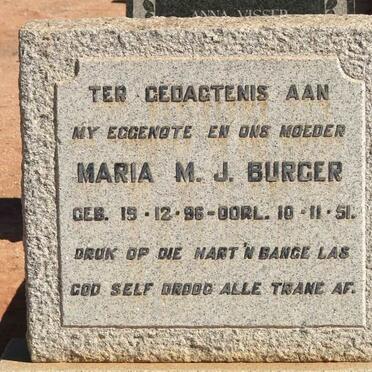 ANNA VISSER
TER GEDAGTENIS AAN
MY EGGENOTE EN ONS MOEDER
MARIA M. J. BURGER
GEB. 15·12·96-OORL. 10·11·51.
DRUK OP DIE HART 'N BANGE LAS
GOD SELF DROOG ALLE TRANE AF.